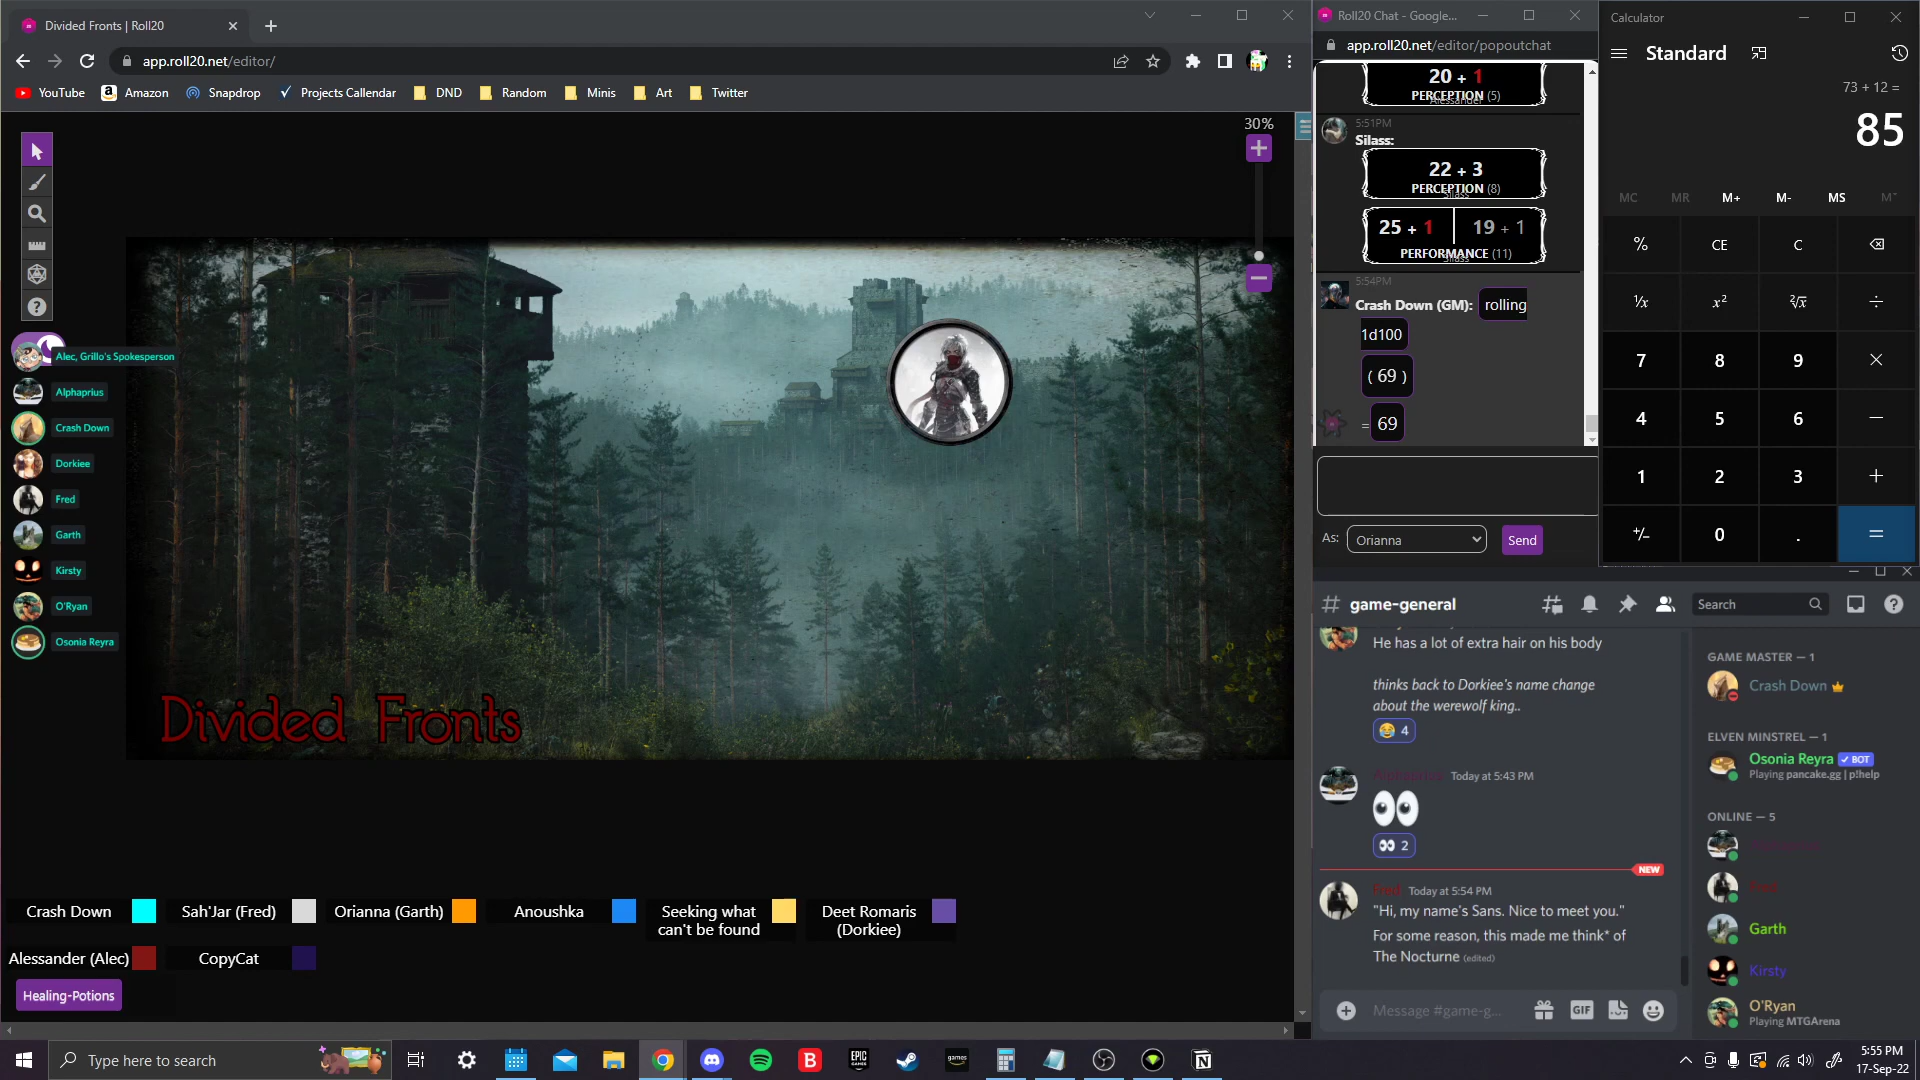 Divided Fronts | Roll20
app.roll20.net/editor/
YouTube
Amazon
Snapdrop
Projects Callendar
DND
Random
Minis
Art
Twitter
30%
Alec, Grillo's Spokesperson
Alphaprius
Crash Down
Dorkiee
Fred
Garth
Kirsty
O'Ryan
Osonia Reyra
Divided Fronts
Crash Down
Sah'Jar (Fred)
Orianna (Garth)
Anoushka
Seeking what
can't be found
Deet Romaris
(Dorkiee)
Alessander (Alec)
CopyCat
Healing-Potions
Roll20 Chat - Google...
app.roll20.net/editor/popoutchat
20 + 1
PERCEPTION (5)
Alessander
5:51PM
Silass:
22 + 3
PERCEPTION (8)
Silass
25 + 1
19 + 1
PERFORMANCE (11)
Silass
5:54PM
Crash Down (GM): rolling
1d100
( 69 )
= 69
As:
Orianna
Send
Calculator
Standard
73 + 12 =
85
MC
MR
M+
M-
MS
M˅
%
CE
C
⌫
¹/x
x²
²√x
÷
7
8
9
×
4
5
6
−
1
2
3
+
+/-
0
.
=
# game-general
Search
He has a lot of extra hair on his body
thinks back to Dorkiee's name change
about the werewolf king..
4
Today at 5:43 PM
2
NEW
Fred Today at 5:54 PM
"Hi, my name's Sans. Nice to meet you."
For some reason, this made me think* of
The Nocturne (edited)
Message #game-g...
GIF
GAME MASTER — 1
Crash Down
ELVEN MINSTREL — 1
Osonia Reyra ✓ BOT
Playing pancake.gg | p!help
ONLINE — 5
Fred
Garth
Kirsty
O'Ryan
Playing MTGArena
Type here to search
5:55 PM
17-Sep-22